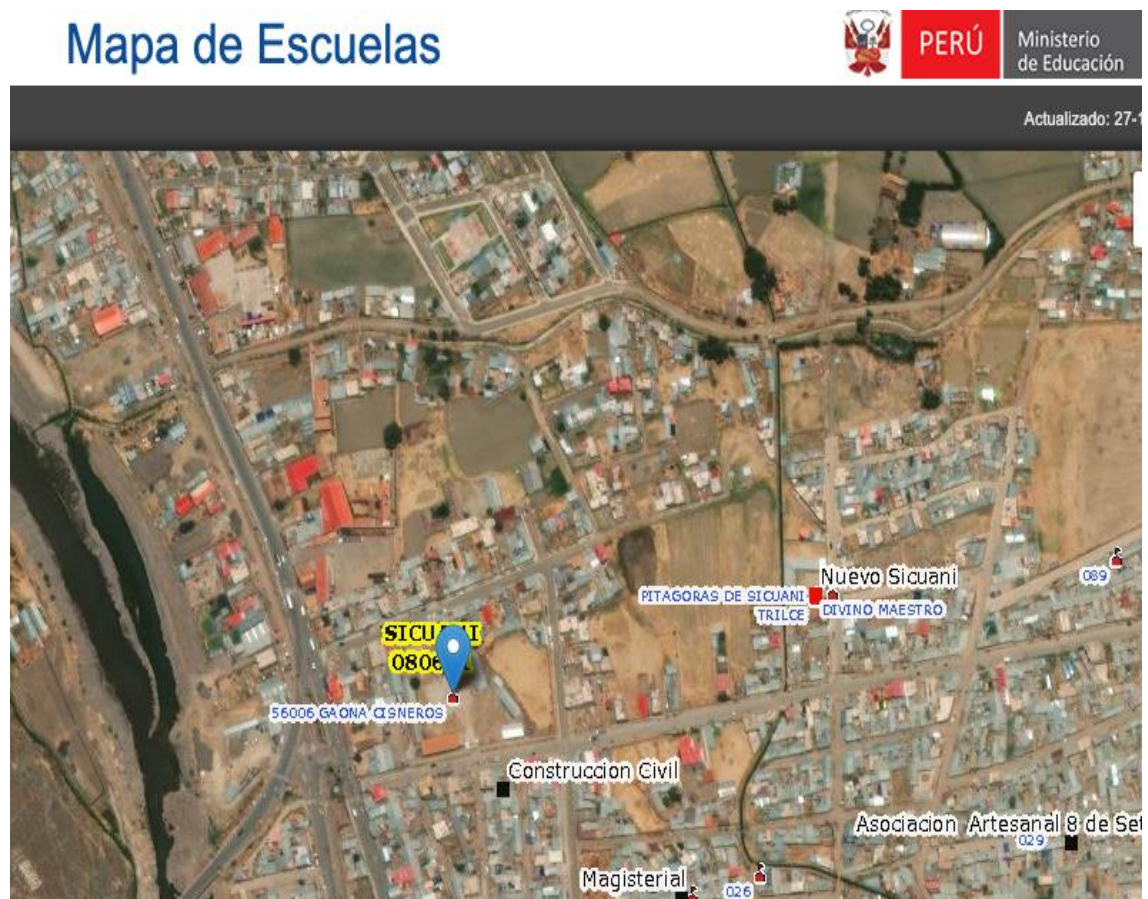 Mapa de Escuelas
PERÚ
Ministerio
de Educación
Actualizado: 27-1
Nuevo Sicuani
089
PITAGORAS DE SICUANI
TRILCE
DIVINO MAESTRO
56006 GAONA CISNEROS
Construccion Civil
Asociacion Artesanal 8 de Set
029
Magisterial
026